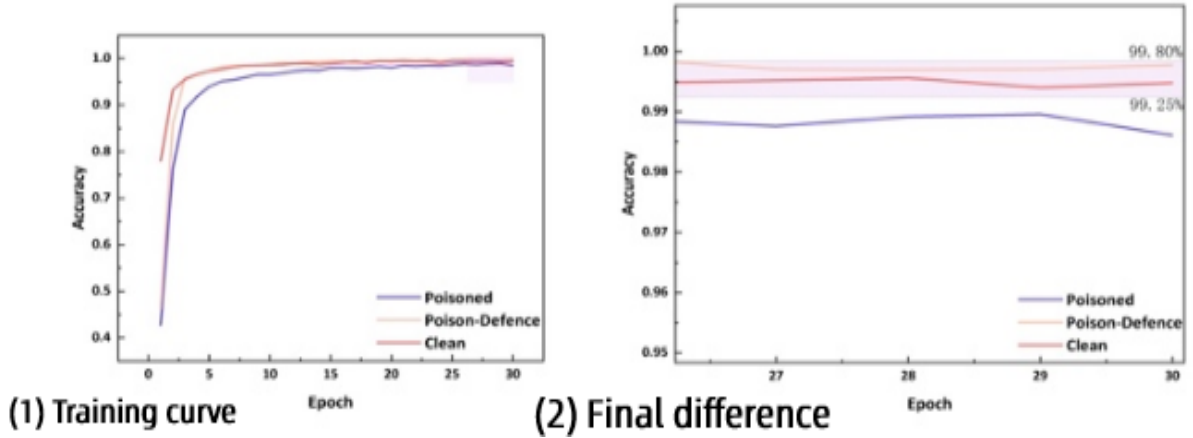 1.0
0.9
0.8
0.7
0.6
0.5
0.4
Accuracy
Poisoned
Poison-Defence
Clean
0 5 10 15 20 25 30
Epoch
(1) Training curve
1.00
0.99
0.98
0.97
0.96
0.95
Accuracy
99.80%
99.25%
Poisoned
Poison-Defence
Clean
27 28 29 30
Epoch
(2) Final difference